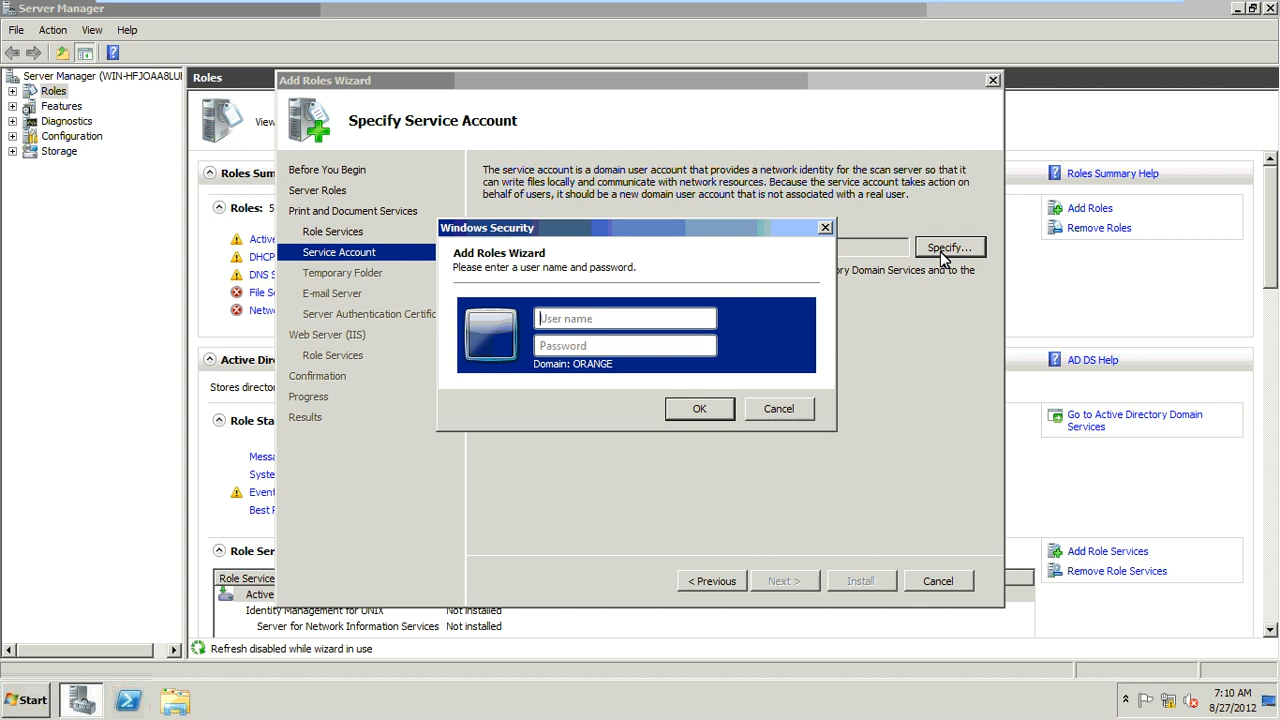 Server Manager
File Action View Help
Server Manager (WIN-HFJOAA8LUI
Roles
Features
Diagnostics
Configuration
Storage
Roles
View
Roles Sum
Roles: 5
Active
DHCP
DNS S
File S
Netw
Active Dire
Stores director
Role Sta
Messa
Syste
Event
Best P
Role Ser
Role Service
Active
Identity Management for UNIX Not installed
Server for Network Information Services Not installed
Refresh disabled while wizard in use
Add Roles Wizard
Specify Service Account
Before You Begin
Server Roles
Print and Document Services
Role Services
Service Account
Temporary Folder
E-mail Server
Server Authentication Certific
Web Server (IIS)
Role Services
Confirmation
Progress
Results
The service account is a domain user account that provides a network identity for the scan server so that it
can write files locally and communicate with network resources. Because the service account takes action on
behalf of users, it should be a new domain user account that is not associated with a real user.
Specify...
ory Domain Services and to the
Windows Security
Add Roles Wizard
Please enter a user name and password.
User name
Password
Domain: ORANGE
OK Cancel
< Previous Next > Install Cancel
Roles Summary Help
Add Roles
Remove Roles
AD DS Help
Go to Active Directory Domain
Services
Add Role Services
Remove Role Services
Start
7:10 AM
8/27/2012